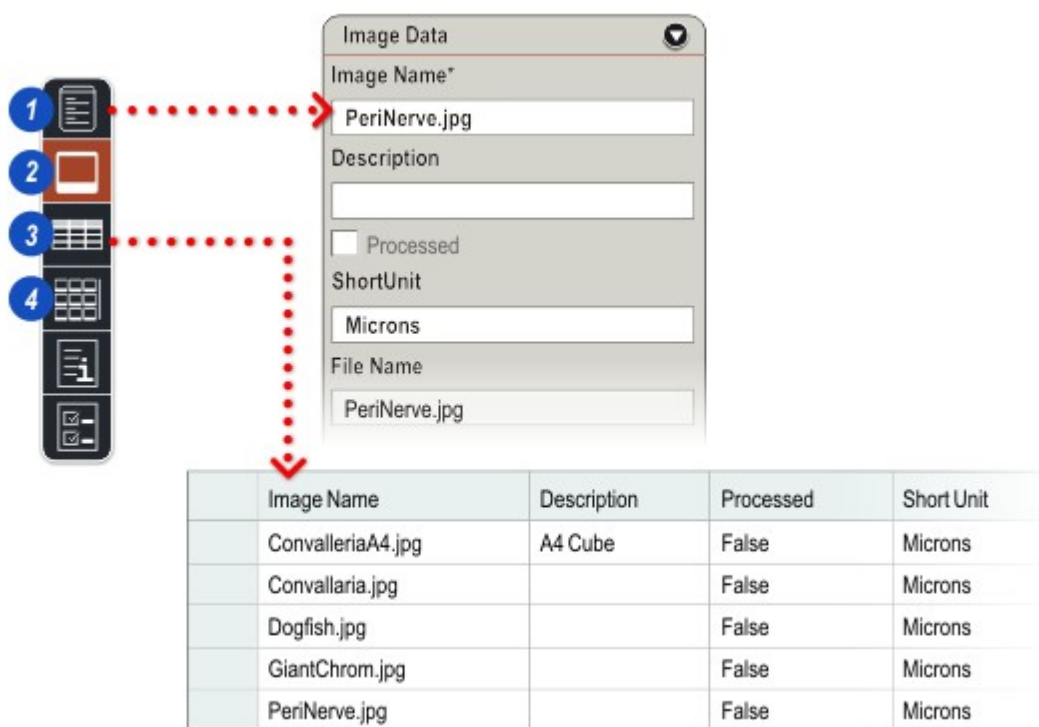 Image Data
Image Name*
1
PeriNerve.jpg
Description
2
3
Processed
ShortUnit
4
Microns
File Name
PeriNerve.jpg
Image Name Description Processed Short Unit
ConvalleriaA4.jpg A4 Cube False Microns
Convallaria.jpg False Microns
Dogfish.jpg False Microns
GiantChrom.jpg False Microns
PeriNerve.jpg False Microns